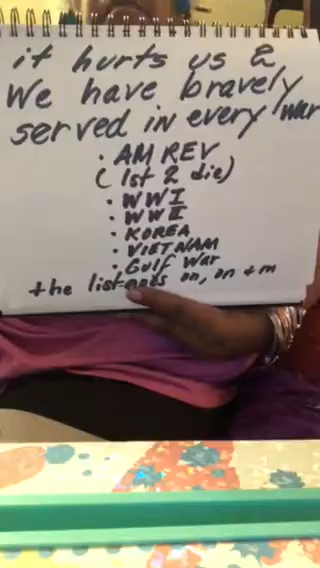 it hurts us &
We have bravely
served in every war
• AM REV
(1st 2 die)
• WWI
• WWII
• KOREA
• VIETNAM
• Gulf War
the list goes on, on + on